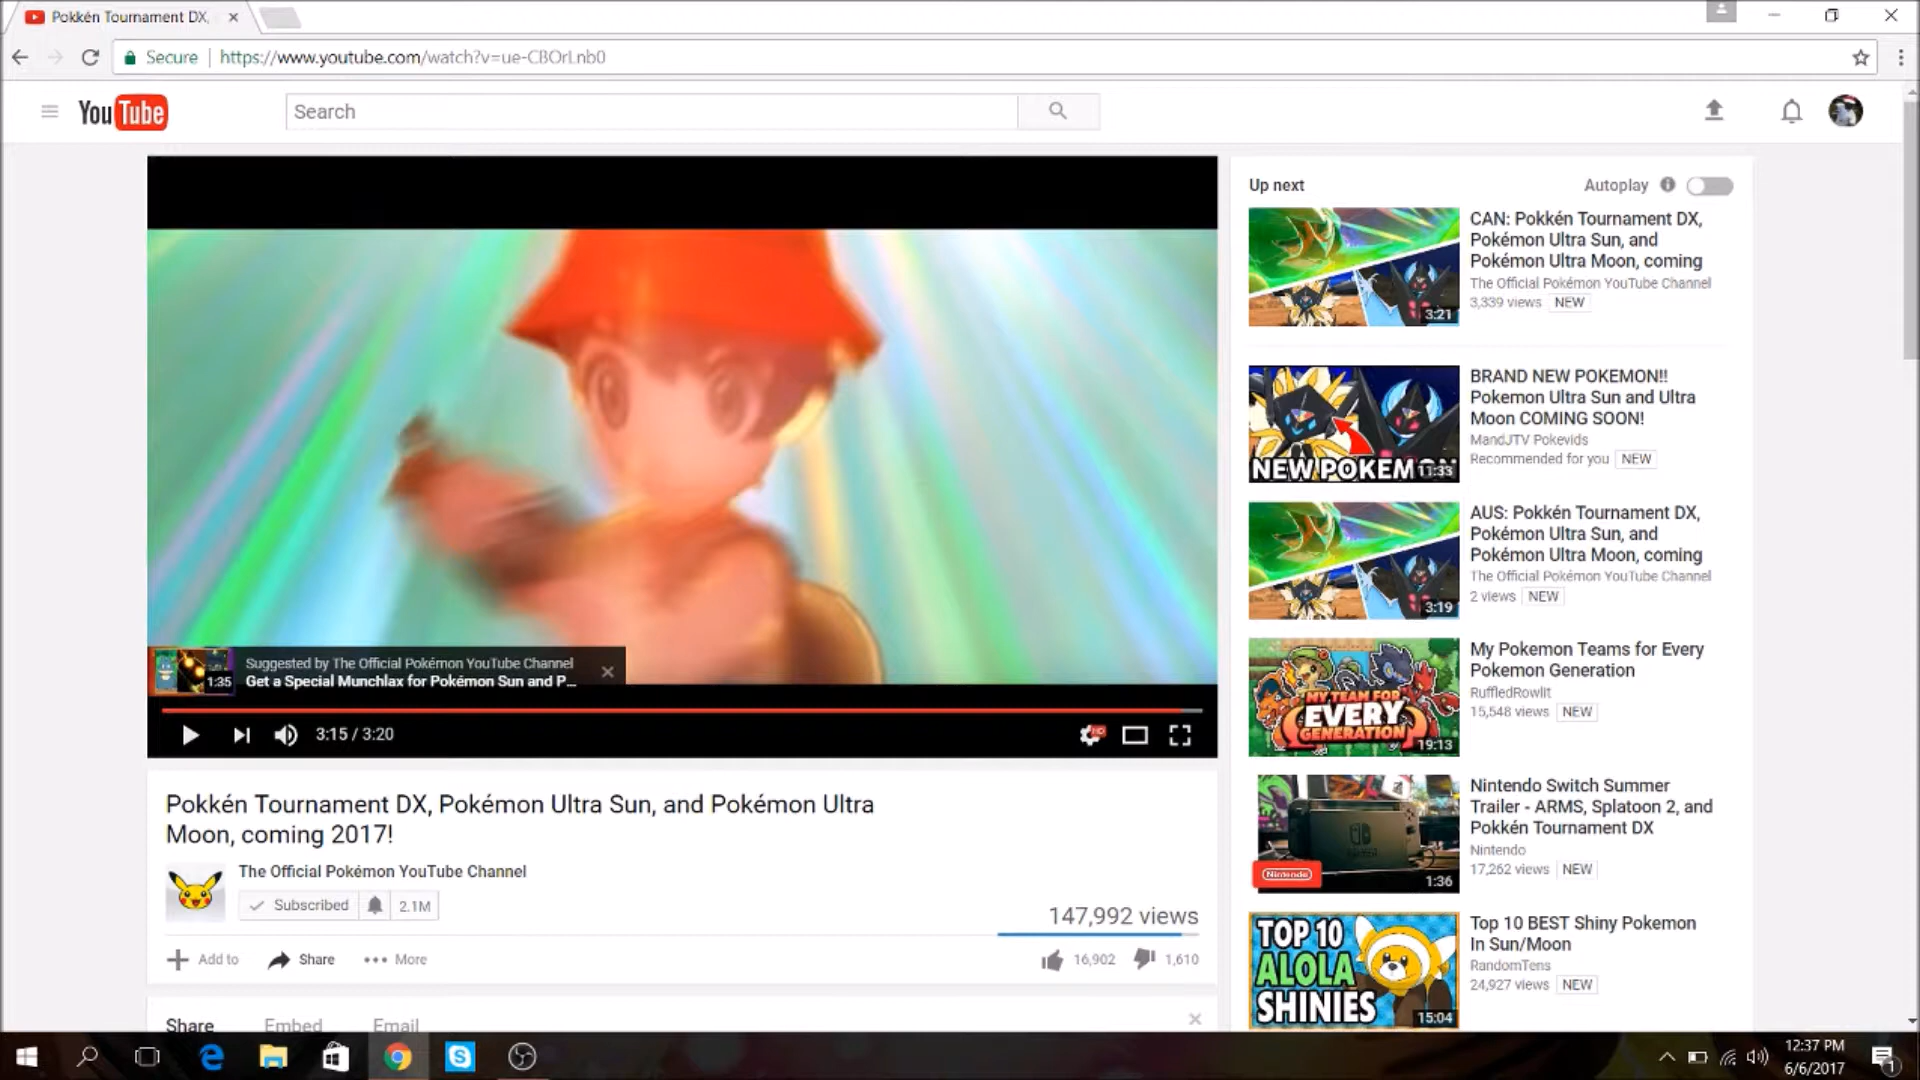 Pokkén Tournament DX,
Secure
https://www.youtube.com/watch?v=ue-CBOrLnb0
YouTube
Search
Up next
Autoplay
CAN: Pokkén Tournament DX,
Pokémon Ultra Sun, and
Pokémon Ultra Moon, coming
The Official Pokémon YouTube Channel
3,339 views NEW
3:21
BRAND NEW POKEMON!!
Pokemon Ultra Sun and Ultra
Moon COMING SOON!
MandJTV Pokevids
Recommended for you NEW
NEW POKEMON
11:33
AUS: Pokkén Tournament DX,
Pokémon Ultra Sun, and
Pokémon Ultra Moon, coming
The Official Pokémon YouTube Channel
2 views NEW
3:19
My Pokemon Teams for Every
Pokemon Generation
RuffledRowlit
15,548 views NEW
MY TEAM FOR
EVERY
GENERATION
19:13
Nintendo Switch Summer
Trailer - ARMS, Splatoon 2, and
Pokkén Tournament DX
Nintendo
17,262 views NEW
Nintendo
1:36
Top 10 BEST Shiny Pokemon
In Sun/Moon
RandomTens
24,927 views NEW
TOP 10
ALOLA
SHINIES
15:04
Suggested by The Official Pokémon YouTube Channel
Get a Special Munchlax for Pokémon Sun and P...
1:35
3:15 / 3:20
HD
Pokkén Tournament DX, Pokémon Ultra Sun, and Pokémon Ultra
Moon, coming 2017!
The Official Pokémon YouTube Channel
Subscribed 2.1M
147,992 views
Add to Share More
16,902 1,610
Share Embed Email
12:37 PM
6/6/2017
1